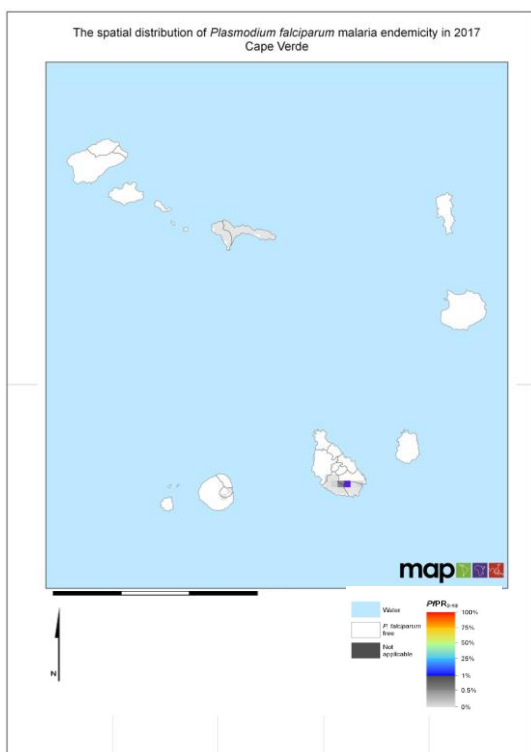 The spatial distribution of Plasmodium falciparum malaria endemicity in 2017
Cape Verde
map
Water
P. falciparum
free
Not
applicable
PfPR2-10
100%
75%
50%
25%
1%
0.5%
0%
N